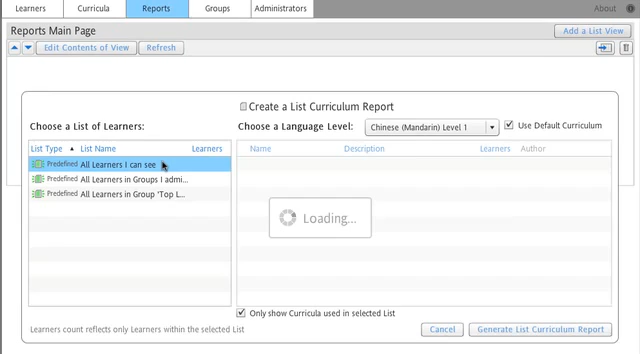 Learners Curricula Reports Groups Administrators About
Reports Main Page Add a List View
Edit Contents of View Refresh
Create a List Curriculum Report
Choose a List of Learners: Choose a Language Level: Chinese (Mandarin) Level 1 Use Default Curriculum
List Type List Name Learners Name Description Learners Author
Predefined All Learners I can see
Predefined All Learners in Groups I admi...
Predefined All Learners in Group 'Top L...
Loading...
Only show Curricula used in selected List
Learners count reflects only Learners within the selected List Cancel Generate List Curriculum Report